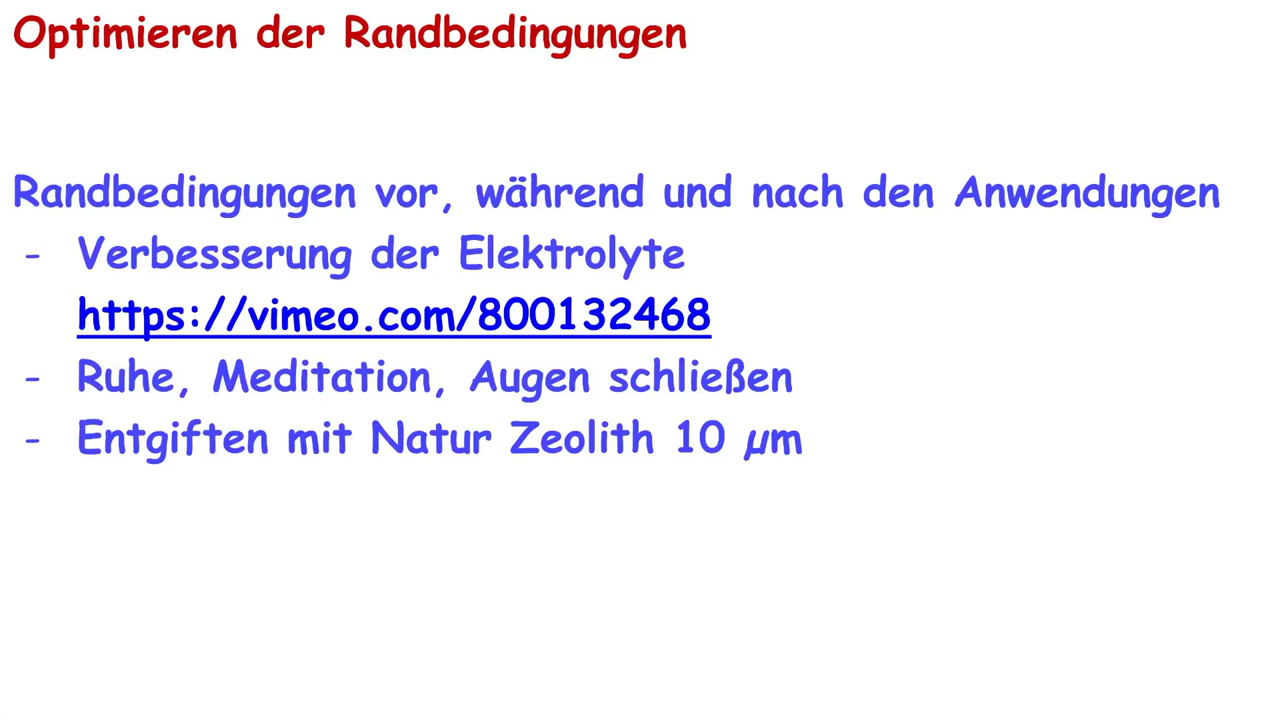 Optimieren der Randbedingungen
Randbedingungen vor, während und nach den Anwendungen
- Verbesserung der Elektrolyte
https://vimeo.com/800132468
- Ruhe, Meditation, Augen schließen
- Entgiften mit Natur Zeolith 10 µm